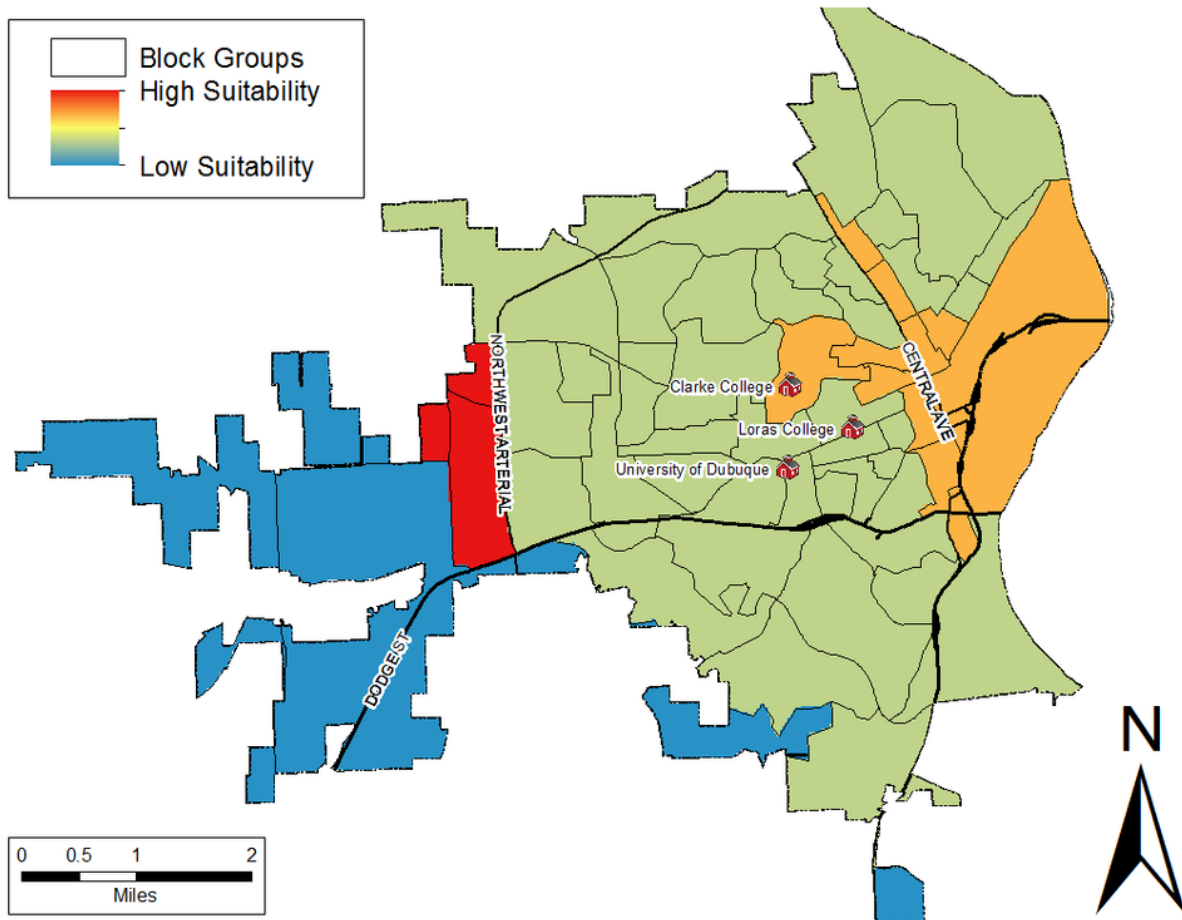 Block Groups
High Suitability
Low Suitability
NORTHWEST ARTERIAL
CENTRAL AVE
Clarke College
Loras College
University of Dubuque
DODGE ST
N
0 0.5 1 2
Miles